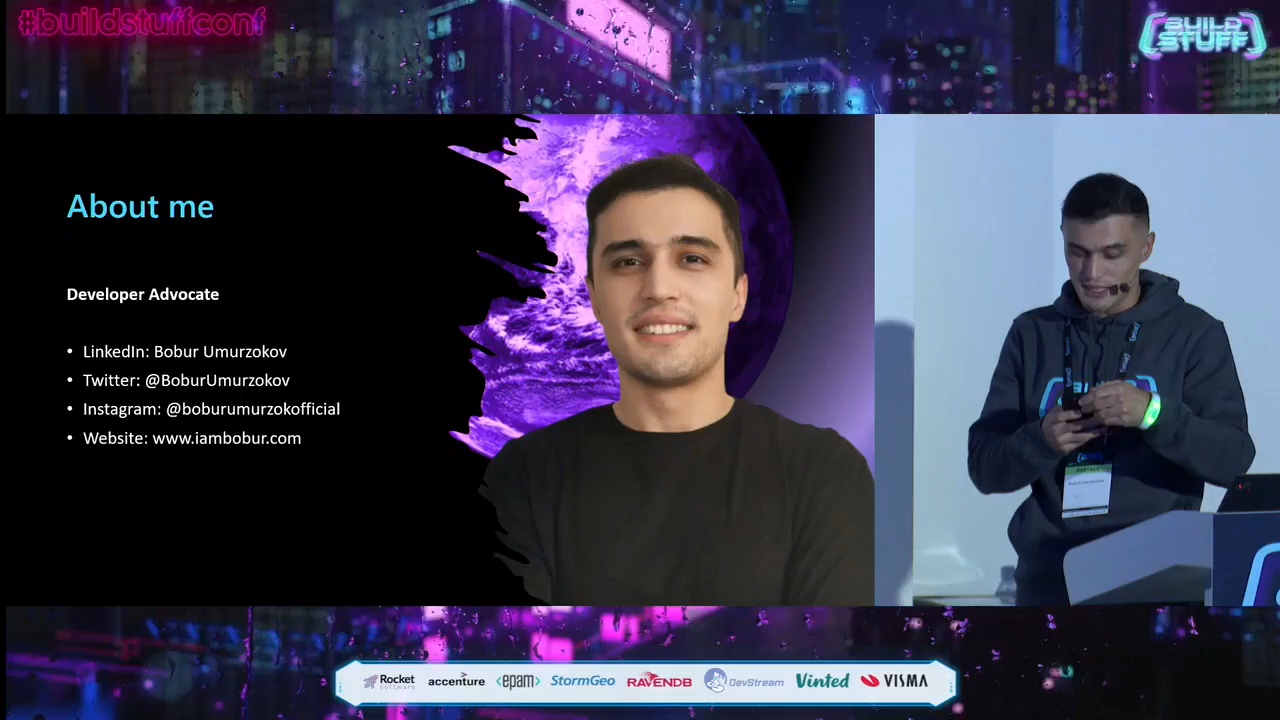 #buildstuffconf
BUILD
STUFF
About me
Developer Advocate
• LinkedIn: Bobur Umurzokov
• Twitter: @BoburUmurzokov
• Instagram: @boburumurzokofficial
• Website: www.iambobur.com
Rocket
software
accenture
<epam>
StormGeo
RAVENDB
DevStream
Vinted
VISMA